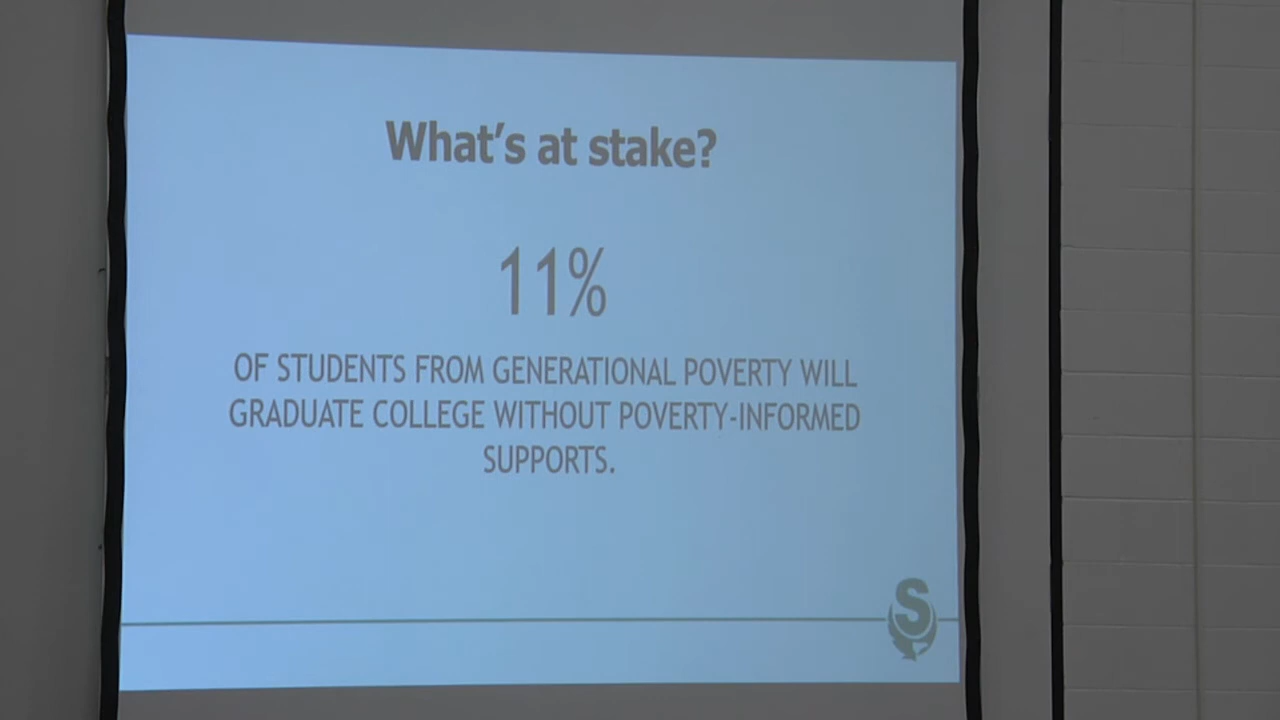 What's at stake?
11%
OF STUDENTS FROM GENERATIONAL POVERTY WILL
GRADUATE COLLEGE WITHOUT POVERTY-INFORMED
SUPPORTS.
S